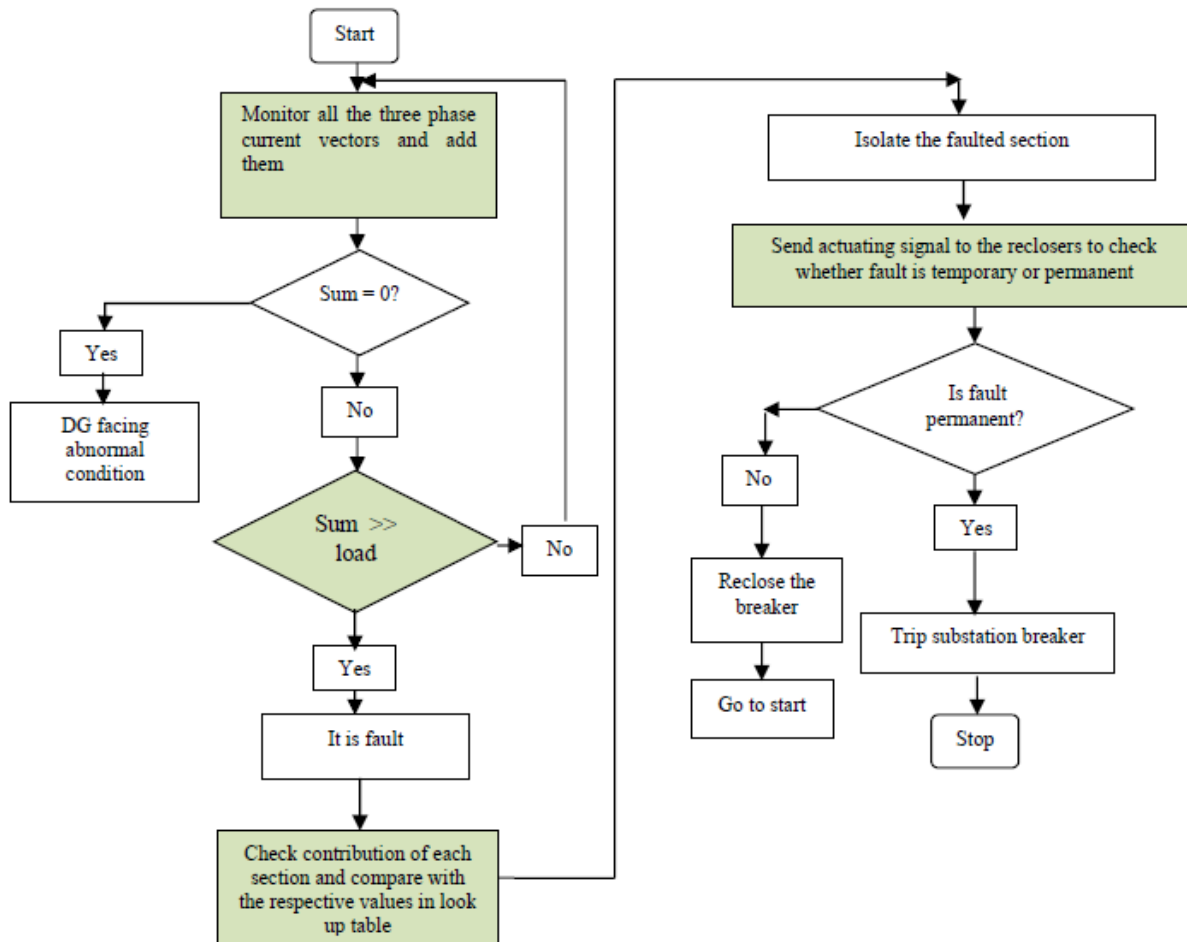 Start
Monitor all the three phase
current vectors and add
them
Sum = 0?
Yes
DG facing
abnormal
condition
No
Sum >>
load
No
Yes
It is fault
Check contribution of each
section and compare with
the respective values in look
up table
Isolate the faulted section
Send actuating signal to the reclosers to check
whether fault is temporary or permanent
Is fault
permanent?
No
Reclose the
breaker
Go to start
Yes
Trip substation breaker
Stop